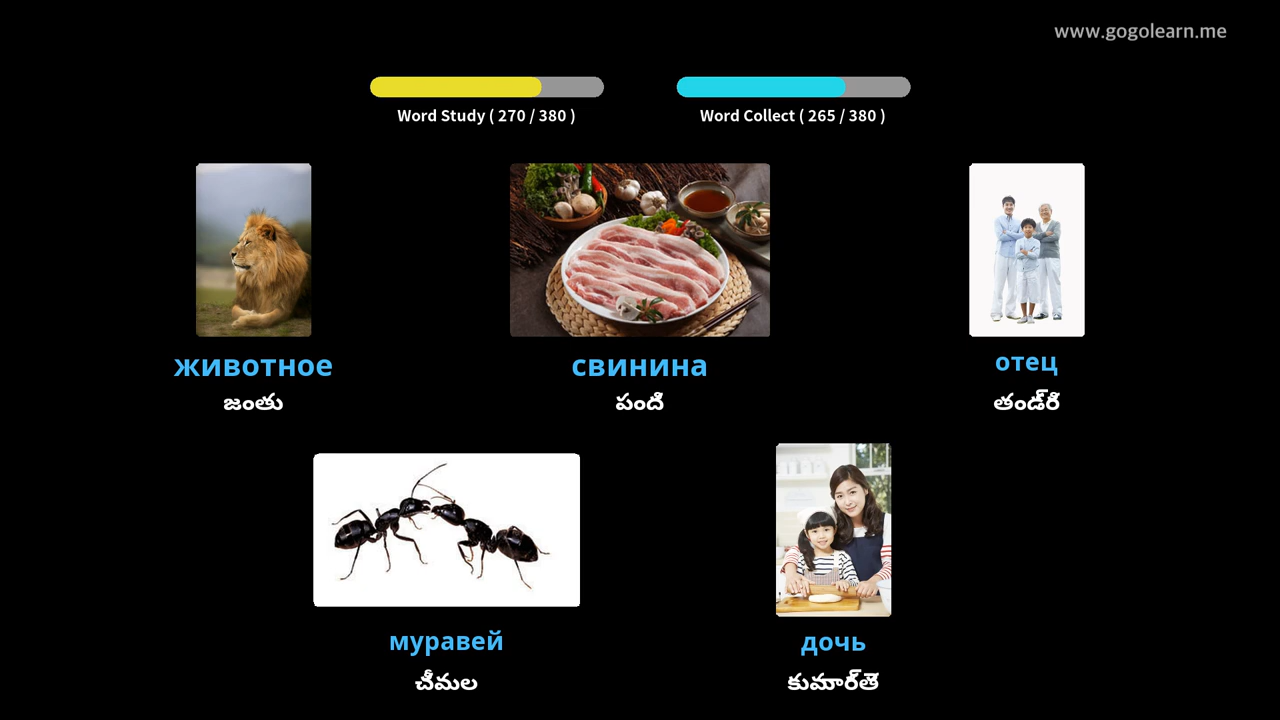 www.gogolearn.me
Word Study ( 270 / 380 )
Word Collect ( 265 / 380 )
животное
свинина
отец
జంతు
పంది
తండ్రి
муравей
дочь
చీమల
కుమార్తె